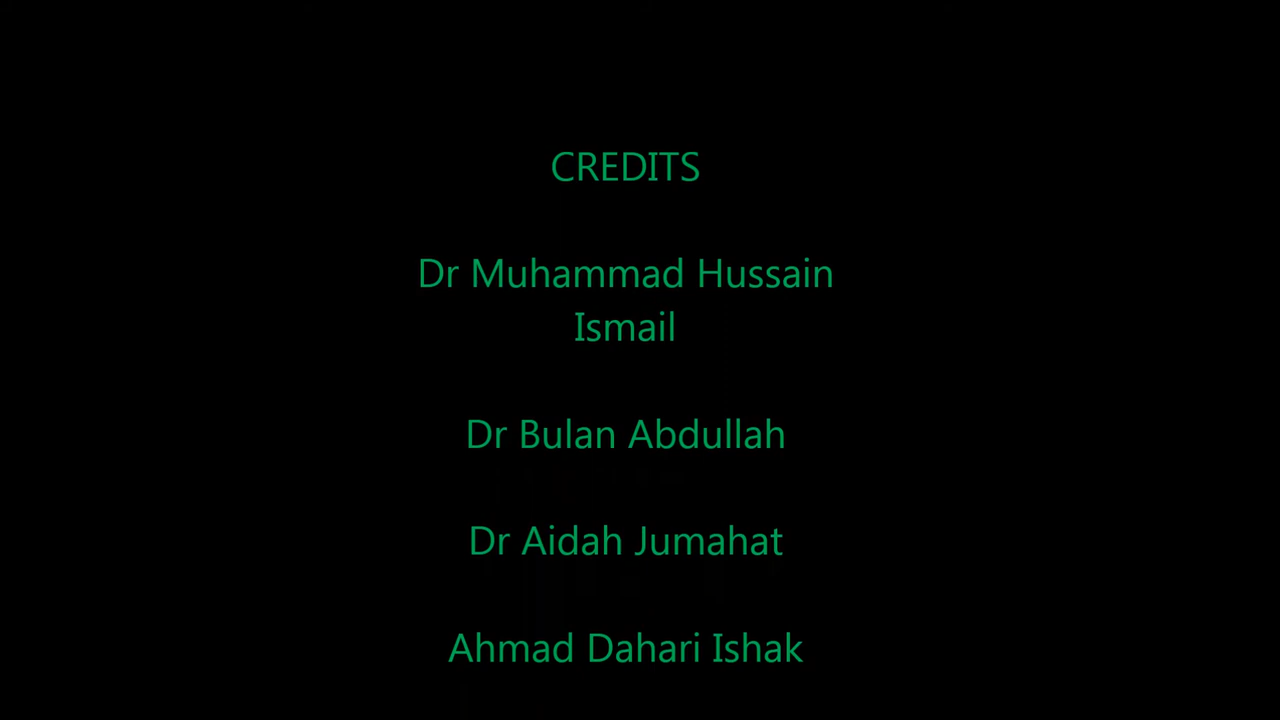 CREDITS
Dr Muhammad Hussain
Ismail
Dr Bulan Abdullah
Dr Aidah Jumahat
Ahmad Dahari Ishak